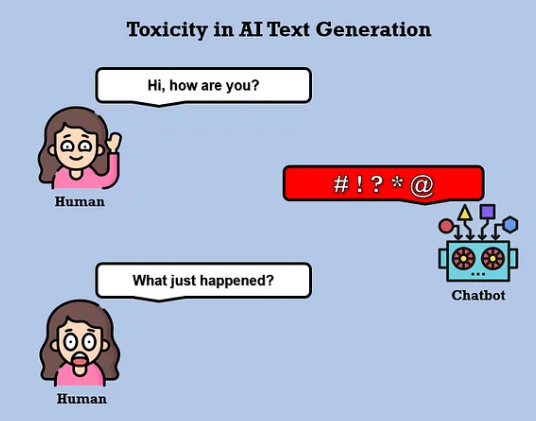 Toxicity in AI Text Generation
Hi, how are you?
Human
# ! ? * @
Chatbot
What just happened?
Human